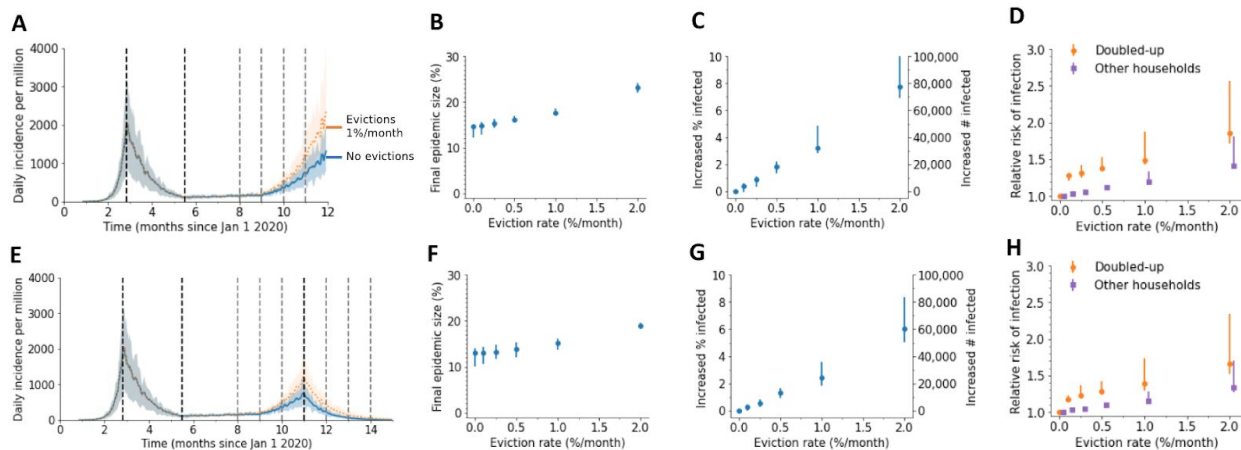 A
Daily incidence per million
4000
3000
2000
1000
0
0 2 4 6 8 10 12
Time (months since Jan 1 2020)
Evictions
1%/month
No evictions
B
Final epidemic size (%)
30
20
10
0
0.0 0.5 1.0 1.5 2.0
Eviction rate (%/month)
C
Increased % infected
10
8
6
4
2
0
0.0 0.5 1.0 1.5 2.0
Eviction rate (%/month)
100,000
80,000
60,000
40,000
20,000
0
Increased # infected
D
Relative risk of infection
3.0
2.5
2.0
1.5
1.0
Doubled-up
Other households
0.0 0.5 1.0 1.5 2.0
Eviction rate (%/month)
E
Daily incidence per million
4000
3000
2000
1000
0
0 2 4 6 8 10 12 14
Time (months since Jan 1 2020)
F
Final epidemic size (%)
30
20
10
0
0.0 0.5 1.0 1.5 2.0
Eviction rate (%/month)
G
Increased % infected
10
8
6
4
2
0
0.0 0.5 1.0 1.5 2.0
Eviction rate (%/month)
100,000
80,000
60,000
40,000
20,000
0
Increased # infected
H
Relative risk of infection
3.0
2.5
2.0
1.5
1.0
Doubled-up
Other households
0.0 0.5 1.0 1.5 2.0
Eviction rate (%/month)